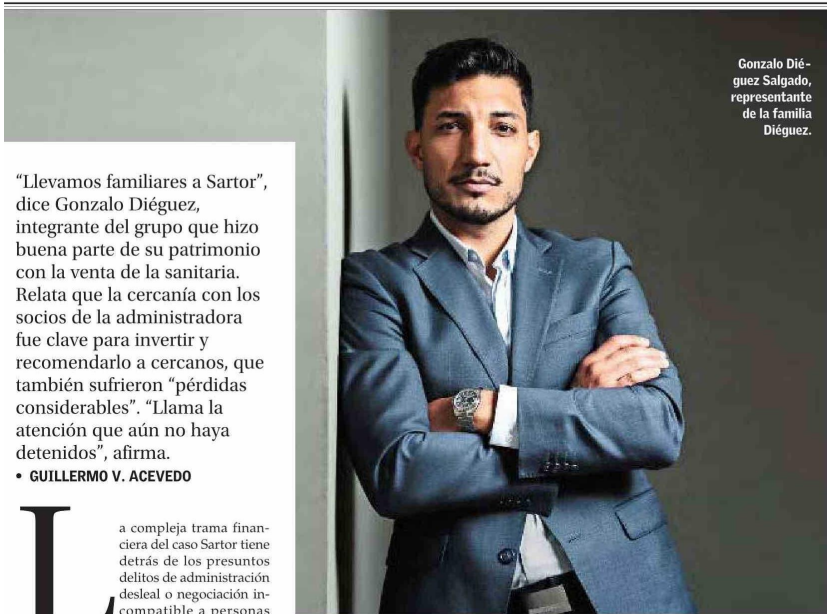 Gonzalo Dié-
guez Salgado,
representante
de la familia
Diéguez.
“Llevamos familiares a Sartor”,
dice Gonzalo Diéguez,
integrante del grupo que hizo
buena parte de su patrimonio
con la venta de la sanitaria.
Relata que la cercanía con los
socios de la administradora
fue clave para invertir y
recomendarlo a cercanos, que
también sufrieron “pérdidas
considerables”. “Llama la
atención que aún no haya
detenidos”, afirma.
• GUILLERMO V. ACEVEDO
La compleja trama finan-
ciera del caso Sartor tiene
detrás de los presuntos
delitos de administración
desleal o negociación in-
compatible a personas